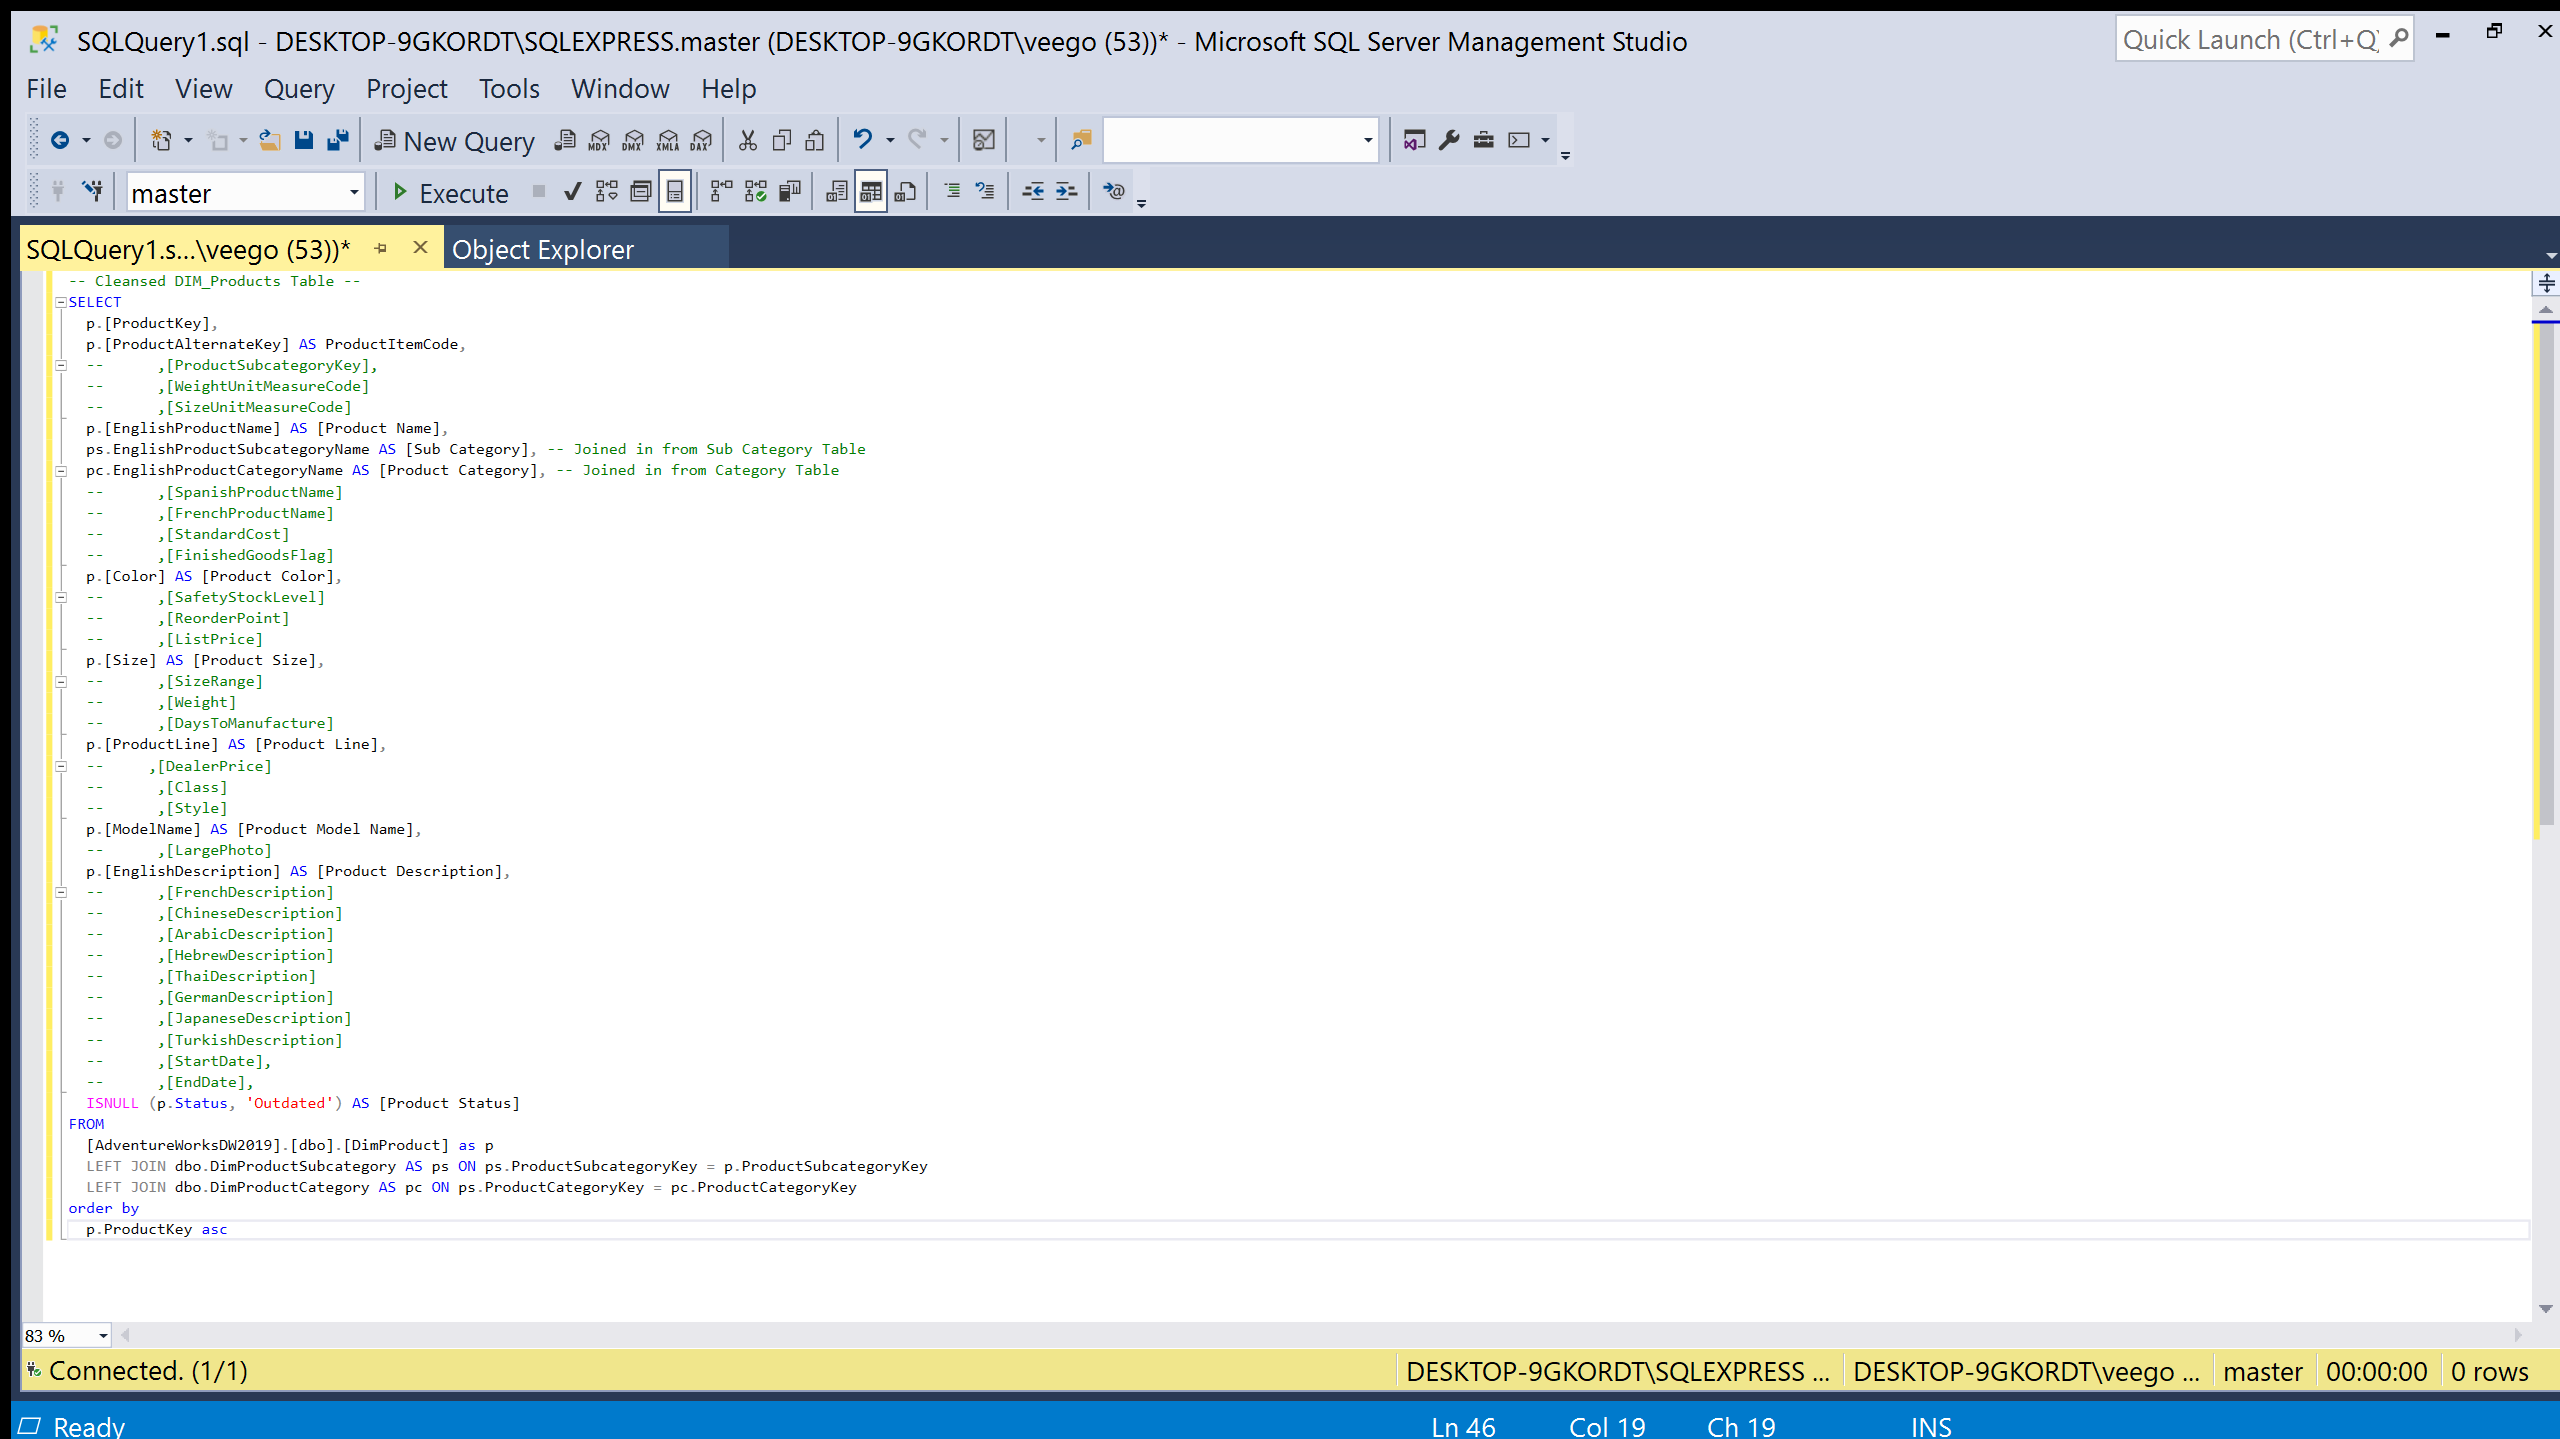 SQLQuery1.sql - DESKTOP-9GKORDT\SQLEXPRESS.master (DESKTOP-9GKORDT\veego (53))* - Microsoft SQL Server Management Studio
Quick Launch (Ctrl+Q)
File Edit View Query Project Tools Window Help
New Query MDX DMX XMLA DAX
master Execute
SQLQuery1.s...\veego (53))* Object Explorer
-- Cleansed DIM_Products Table --
SELECT
p.[ProductKey],
p.[ProductAlternateKey] AS ProductItemCode,
-- ,[ProductSubcategoryKey],
-- ,[WeightUnitMeasureCode]
-- ,[SizeUnitMeasureCode]
p.[EnglishProductName] AS [Product Name],
ps.EnglishProductSubcategoryName AS [Sub Category], -- Joined in from Sub Category Table
pc.EnglishProductCategoryName AS [Product Category], -- Joined in from Category Table
-- ,[SpanishProductName]
-- ,[FrenchProductName]
-- ,[StandardCost]
-- ,[FinishedGoodsFlag]
p.[Color] AS [Product Color],
-- ,[SafetyStockLevel]
-- ,[ReorderPoint]
-- ,[ListPrice]
p.[Size] AS [Product Size],
-- ,[SizeRange]
-- ,[Weight]
-- ,[DaysToManufacture]
p.[ProductLine] AS [Product Line],
-- ,[DealerPrice]
-- ,[Class]
-- ,[Style]
p.[ModelName] AS [Product Model Name],
-- ,[LargePhoto]
p.[EnglishDescription] AS [Product Description],
-- ,[FrenchDescription]
-- ,[ChineseDescription]
-- ,[ArabicDescription]
-- ,[HebrewDescription]
-- ,[ThaiDescription]
-- ,[GermanDescription]
-- ,[JapaneseDescription]
-- ,[TurkishDescription]
-- ,[StartDate],
-- ,[EndDate],
ISNULL (p.Status, 'Outdated') AS [Product Status]
FROM
[AdventureWorksDW2019].[dbo].[DimProduct] as p
LEFT JOIN dbo.DimProductSubcategory AS ps ON ps.ProductSubcategoryKey = p.ProductSubcategoryKey
LEFT JOIN dbo.DimProductCategory AS pc ON ps.ProductCategoryKey = pc.ProductCategoryKey
order by
p.ProductKey asc
83 %
Connected. (1/1) DESKTOP-9GKORDT\SQLEXPRESS ... DESKTOP-9GKORDT\veego ... master 00:00:00 0 rows
Ready Ln 46 Col 19 Ch 19 INS